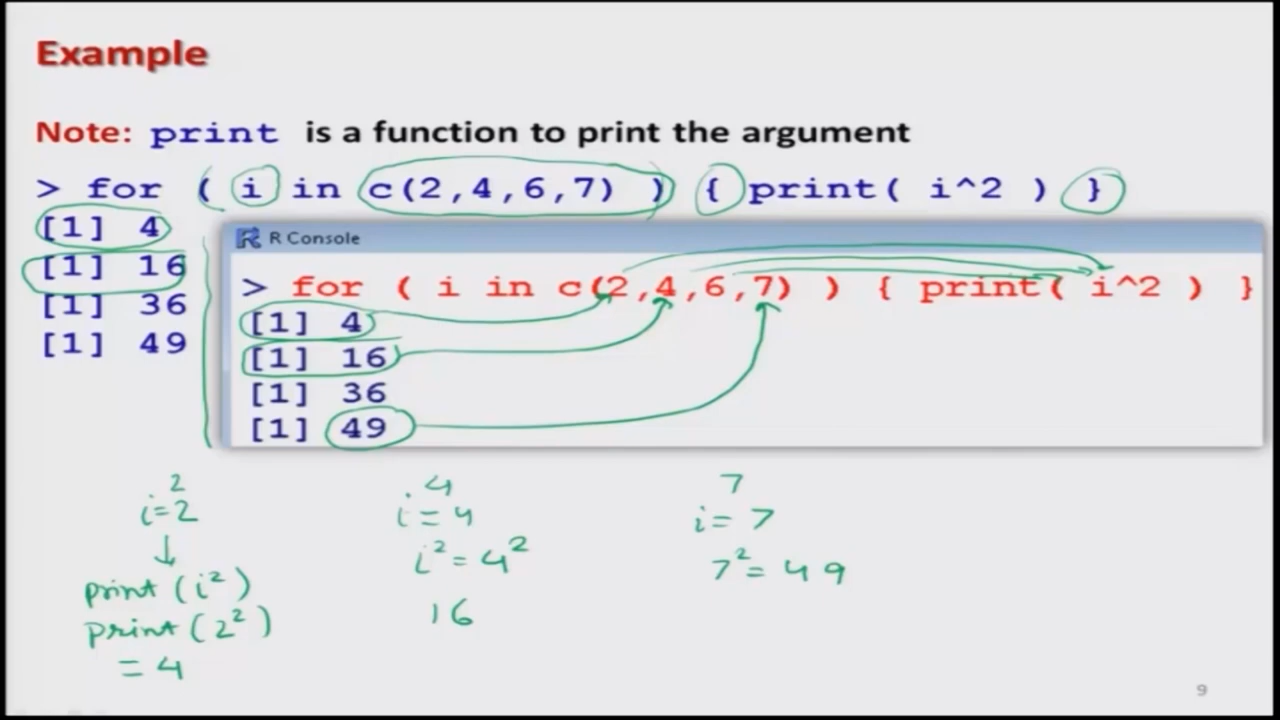 Example
Note: print is a function to print the argument
> for ( i in c(2,4,6,7) ) { print( i^2 ) }
[1] 4
[1] 16
[1] 36
[1] 49
R Console
> for ( i in c(2,4,6,7) ) { print( i^2 ) }
[1] 4
[1] 16
[1] 36
[1] 49
2
i=2
print (i²)
print (2²)
= 4
4
i = 4
i² = 4²
16
7
i = 7
7² = 49
9